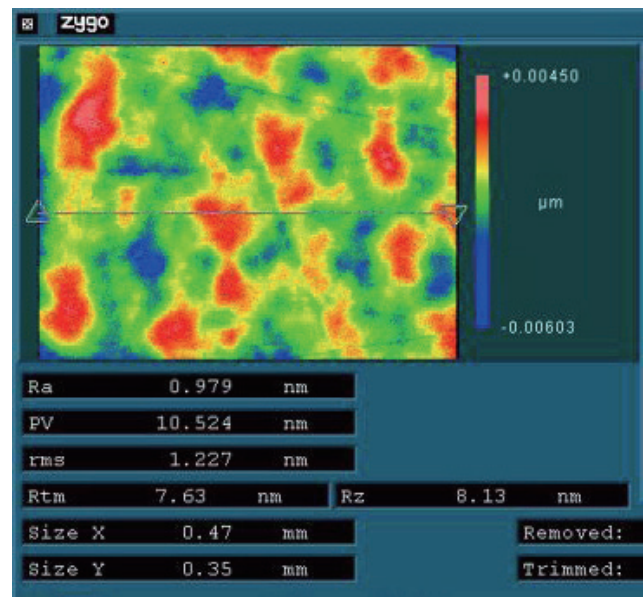 zygo
+0.00450
µm
-0.00603
Ra 0.979 nm
PV 10.524 nm
rms 1.227 nm
Rtm 7.63 nm Rz 8.13 nm
Size X 0.47 mm Removed:
Size Y 0.35 mm Trimmed: